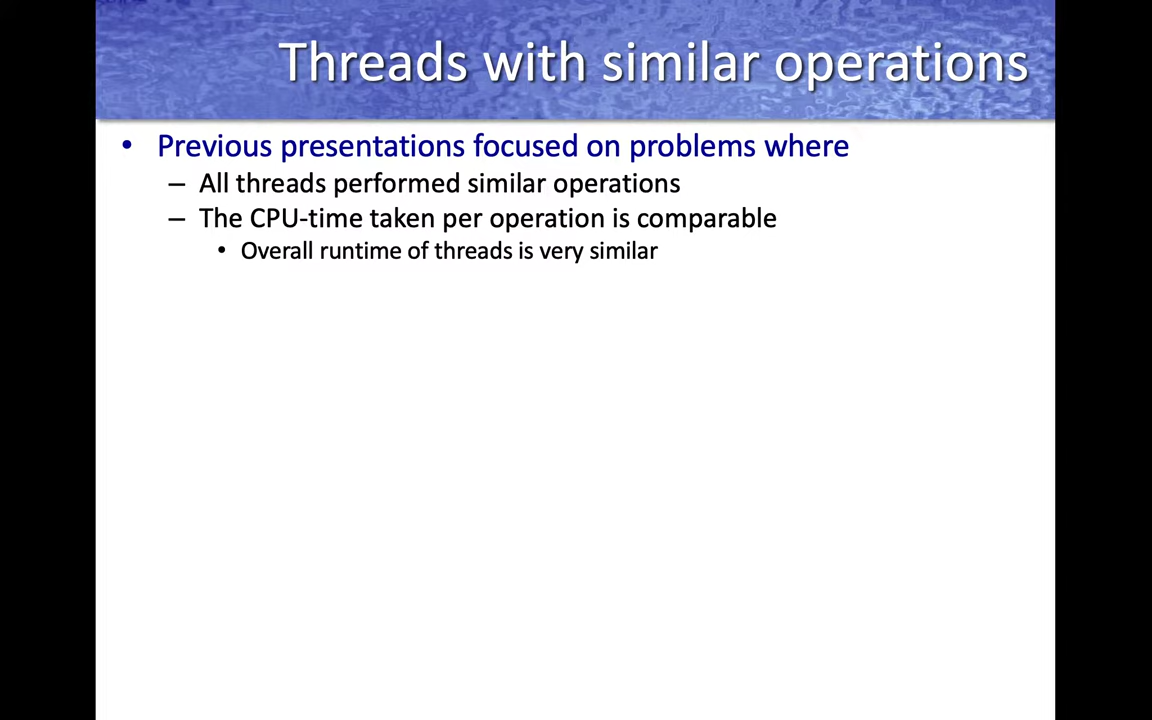 Threads with similar operations
• Previous presentations focused on problems where
– All threads performed similar operations
– The CPU-time taken per operation is comparable
• Overall runtime of threads is very similar